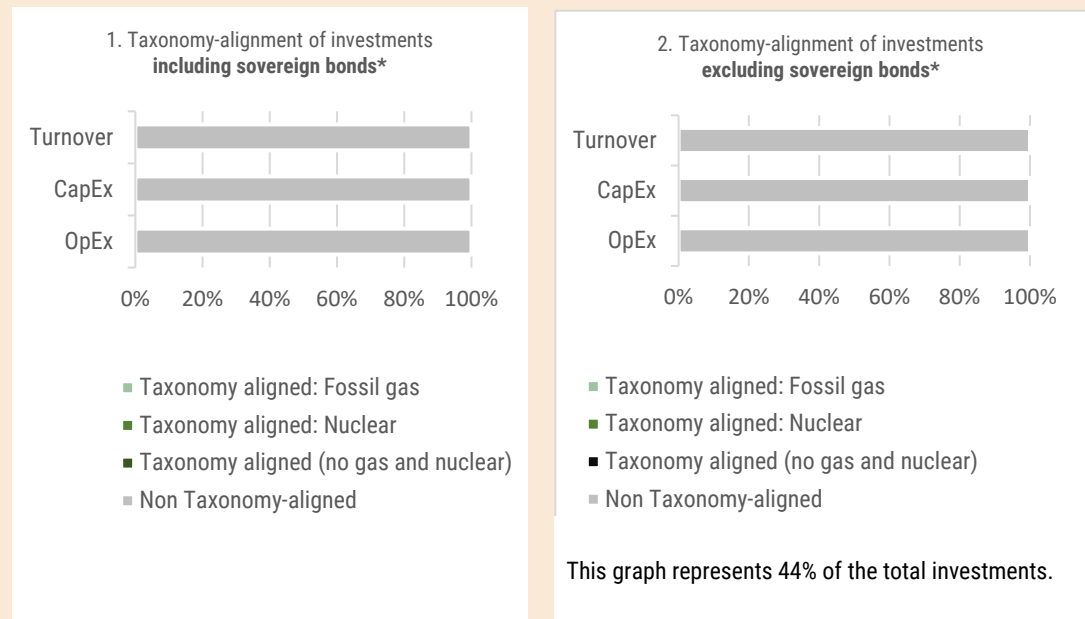 1. Taxonomy-alignment of investments
including sovereign bonds*
Turnover
CapEx
OpEx
0% 20% 40% 60% 80% 100%
Taxonomy aligned: Fossil gas
Taxonomy aligned: Nuclear
Taxonomy aligned (no gas and nuclear)
Non Taxonomy-aligned
2. Taxonomy-alignment of investments
excluding sovereign bonds*
Turnover
CapEx
OpEx
0% 20% 40% 60% 80% 100%
Taxonomy aligned: Fossil gas
Taxonomy aligned: Nuclear
Taxonomy aligned (no gas and nuclear)
Non Taxonomy-aligned
This graph represents 44% of the total investments.